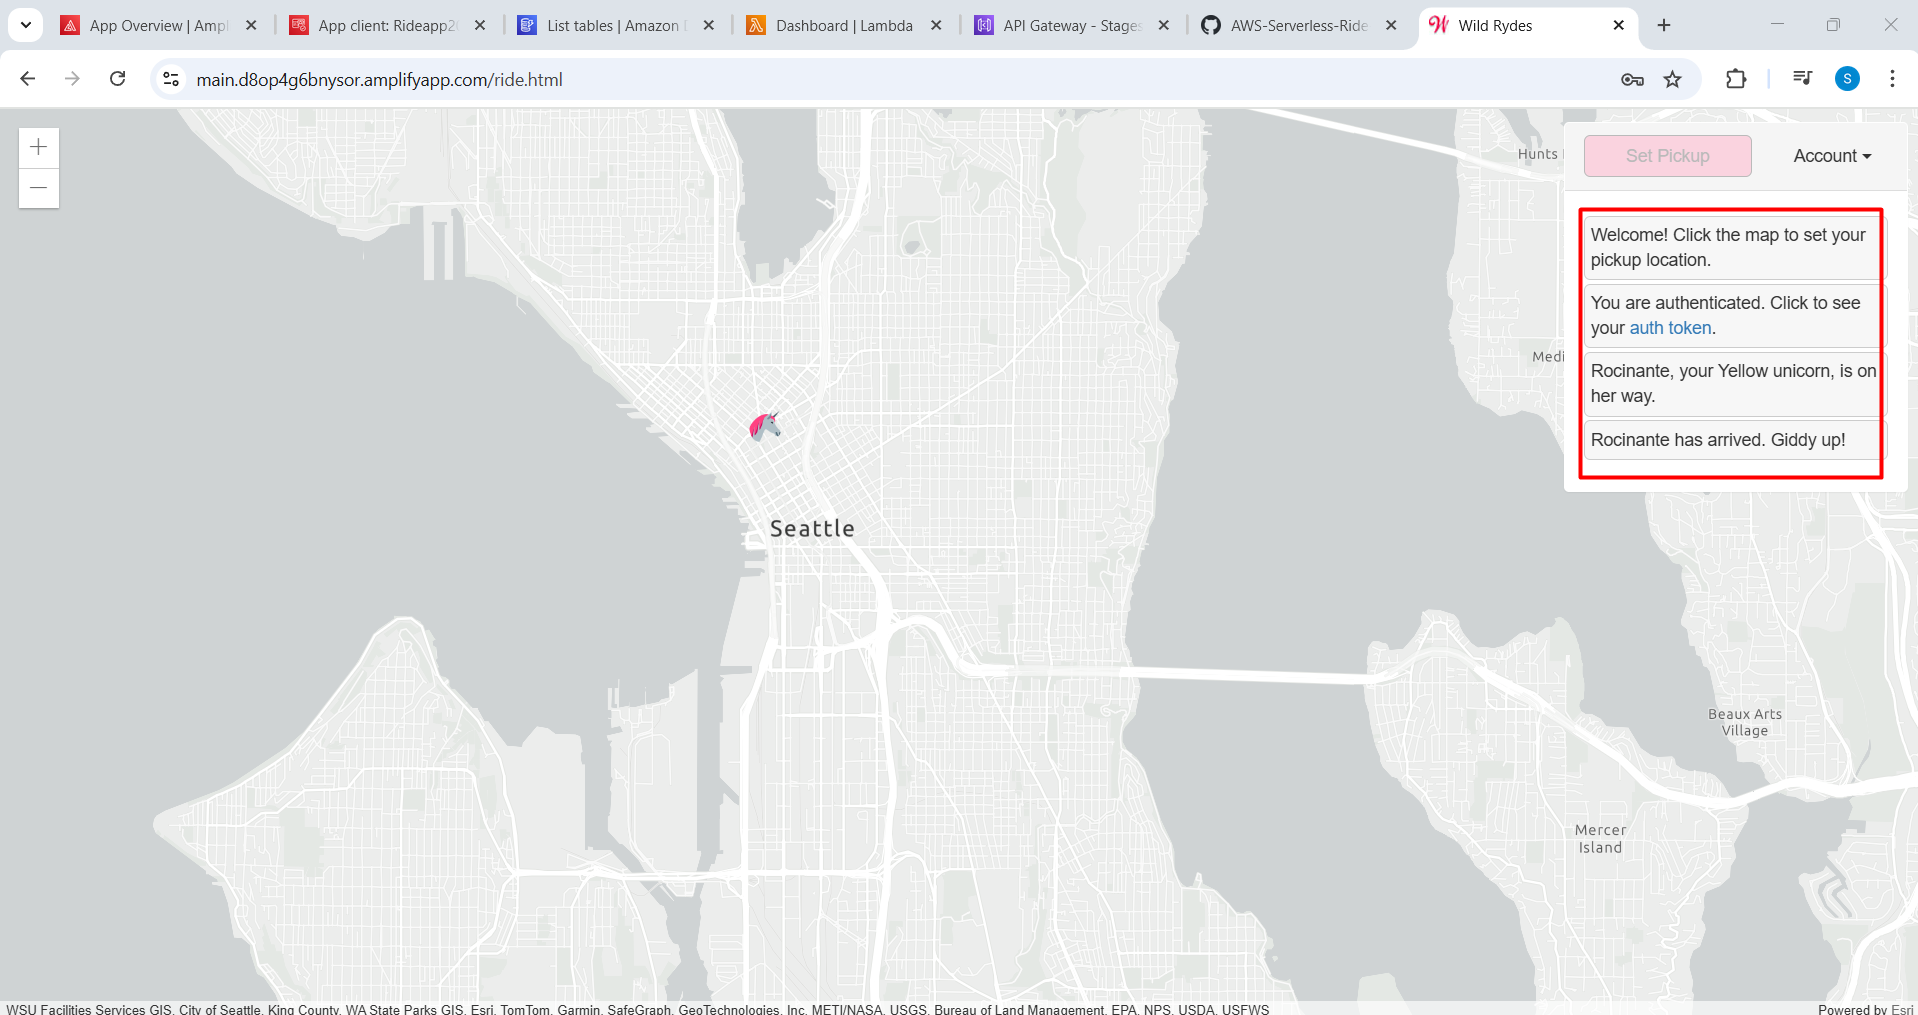 App Overview | Ampl
App client: Rideapp2
List tables | Amazon D
Dashboard | Lambda
API Gateway - Stages
AWS-Serverless-Ride
Wild Rydes
main.d8op4g6bnysor.amplifyapp.com/ride.html
S
Hunts
Set Pickup
Account
Welcome! Click the map to set your
pickup location.
You are authenticated. Click to see
your auth token.
Medi
Rocinante, your Yellow unicorn, is on
her way.
Rocinante has arrived. Giddy up!
Seattle
Beaux Arts
Village
Mercer
Island
WSU Facilities Services GIS, City of Seattle, King County, WA State Parks GIS, Esri, TomTom, Garmin, SafeGraph, GeoTechnologies, Inc, METI/NASA, USGS, Bureau of Land Management, EPA, NPS, USDA, USFWS
Powered by Esri